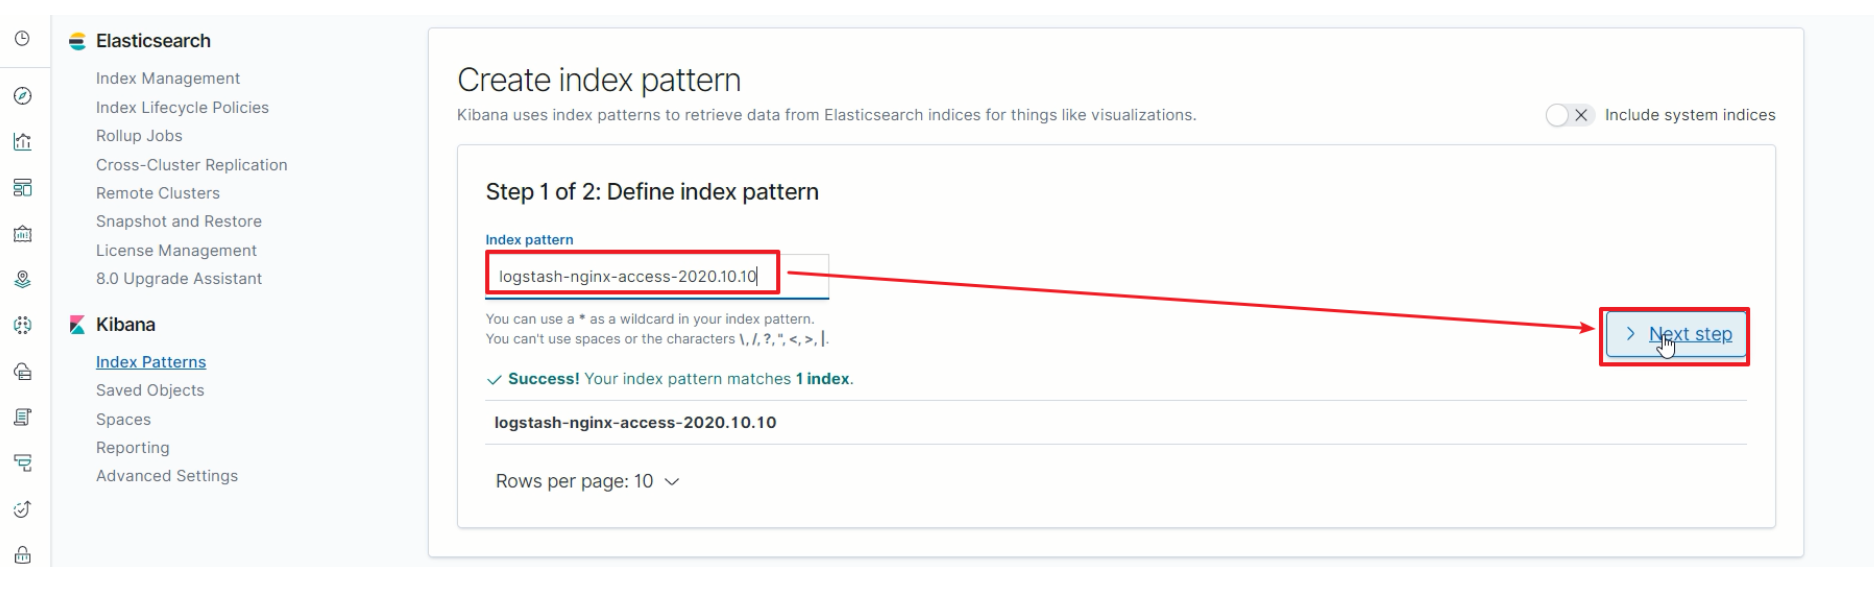 Elasticsearch
Index Management
Index Lifecycle Policies
Rollup Jobs
Cross-Cluster Replication
Remote Clusters
Snapshot and Restore
License Management
8.0 Upgrade Assistant
Kibana
Index Patterns
Saved Objects
Spaces
Reporting
Advanced Settings
Create index pattern
Kibana uses index patterns to retrieve data from Elasticsearch indices for things like visualizations.
Include system indices
Step 1 of 2: Define index pattern
Index pattern
logstash-nginx-access-2020.10.10
You can use a * as a wildcard in your index pattern.
You can't use spaces or the characters \, /, ?, ", <, >, |.
Next step
Success! Your index pattern matches 1 index.
logstash-nginx-access-2020.10.10
Rows per page: 10